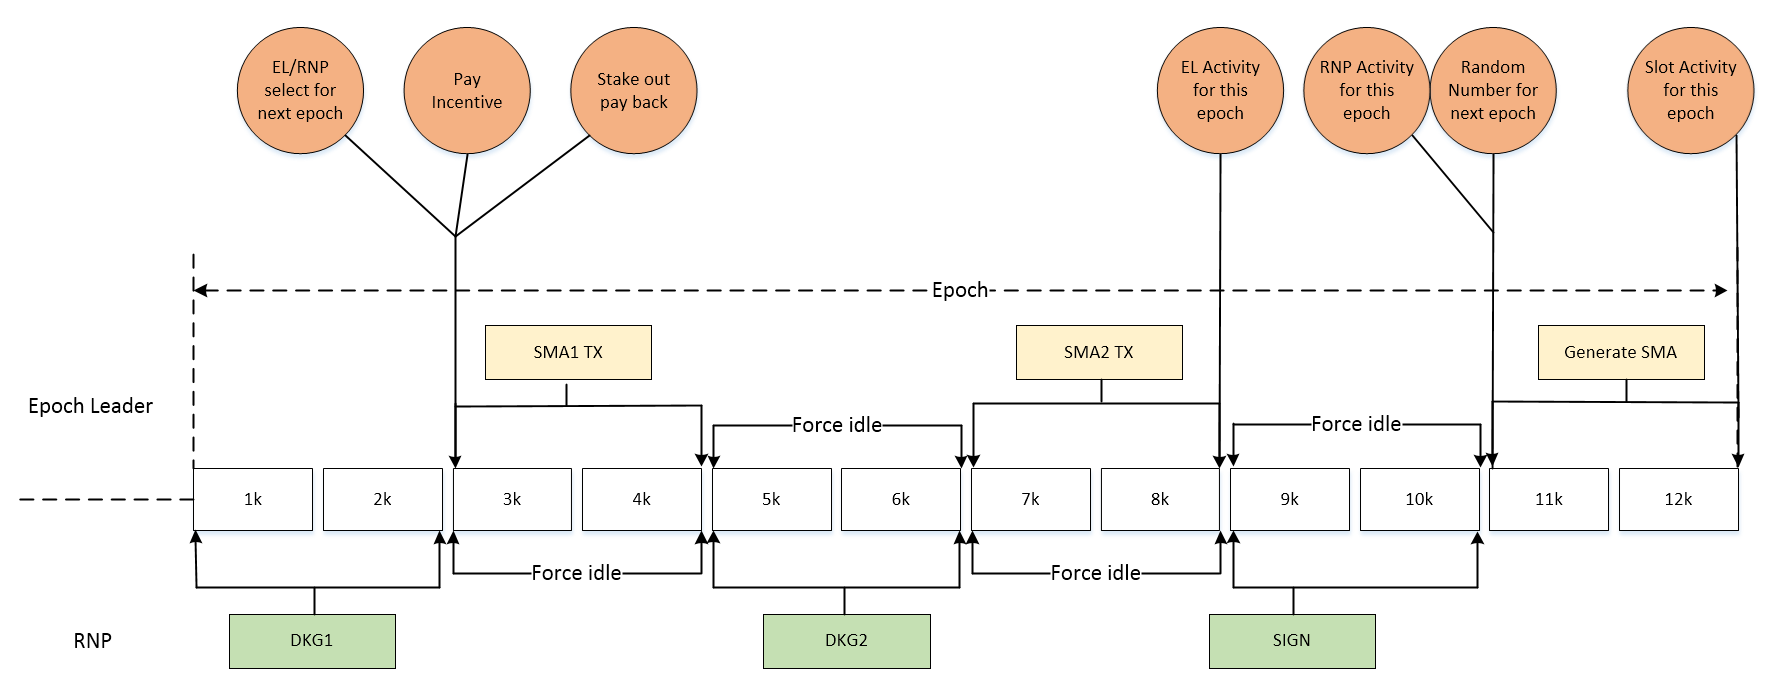 EL/RNP
select for
next epoch
Pay
Incentive
Stake out
pay back
EL Activity
for this
epoch
RNP Activity
for this
epoch
Random
Number for
next epoch
Slot Activity
for this
epoch
Epoch
SMA1 TX
SMA2 TX
Generate SMA
Epoch Leader
Force idle
Force idle
1k
2k
3k
4k
5k
6k
7k
8k
9k
10k
11k
12k
Force idle
Force idle
RNP
DKG1
DKG2
SIGN